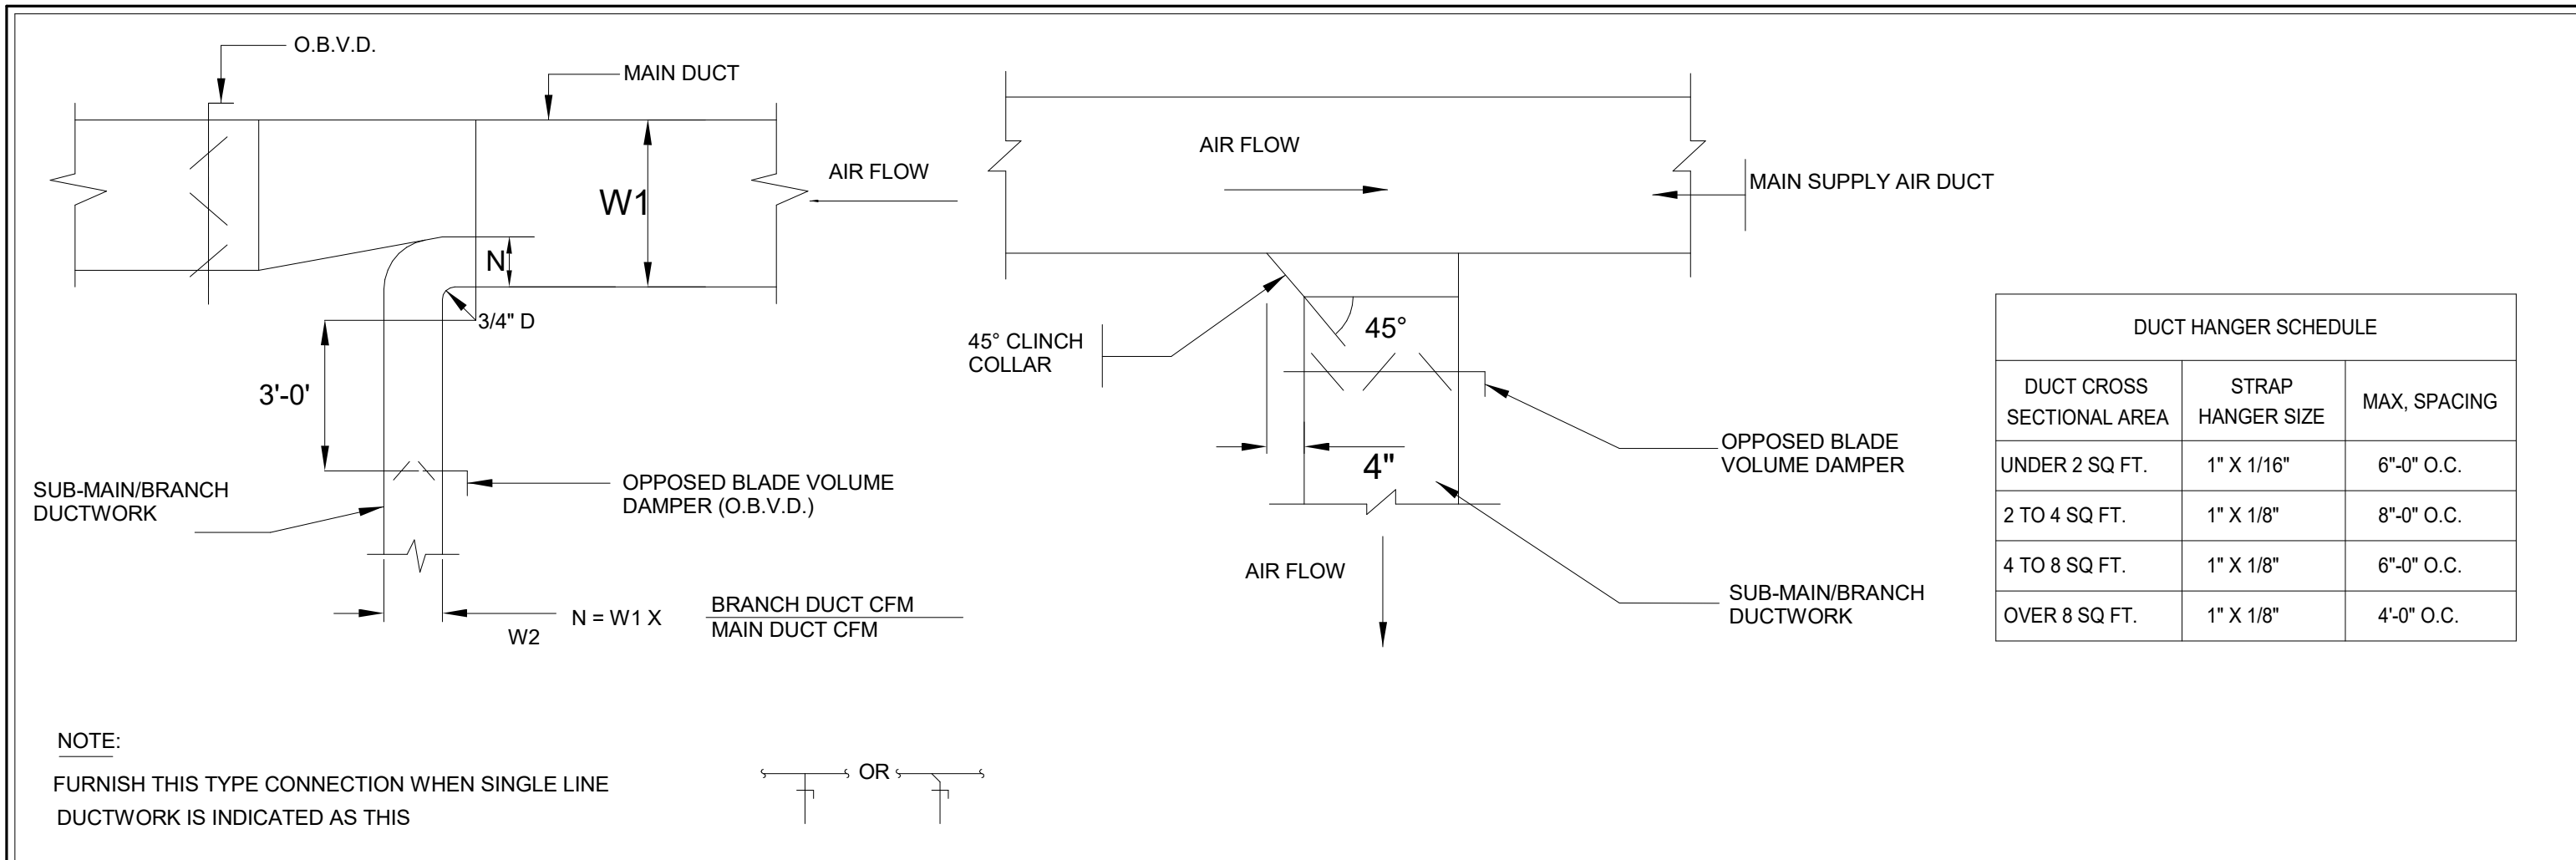 O.B.V.D.
MAIN DUCT
AIR FLOW
W1
N
3/4" D
3'-0'
SUB-MAIN/BRANCH
DUCTWORK
OPPOSED BLADE VOLUME
DAMPER (O.B.V.D.)
W2
N = W1 X
BRANCH DUCT CFM
MAIN DUCT CFM
AIR FLOW
MAIN SUPPLY AIR DUCT
45° CLINCH
COLLAR
45°
4"
OPPOSED BLADE
VOLUME DAMPER
AIR FLOW
SUB-MAIN/BRANCH
DUCTWORK
DUCT HANGER SCHEDULE
DUCT CROSS
SECTIONAL AREA
STRAP
HANGER SIZE
MAX, SPACING
UNDER 2 SQ FT. 1" X 1/16" 6"-0" O.C.
2 TO 4 SQ FT. 1" X 1/8" 8"-0" O.C.
4 TO 8 SQ FT. 1" X 1/8" 6"-0" O.C.
OVER 8 SQ FT. 1" X 1/8" 4'-0" O.C.
NOTE:
FURNISH THIS TYPE CONNECTION WHEN SINGLE LINE
DUCTWORK IS INDICATED AS THIS
OR